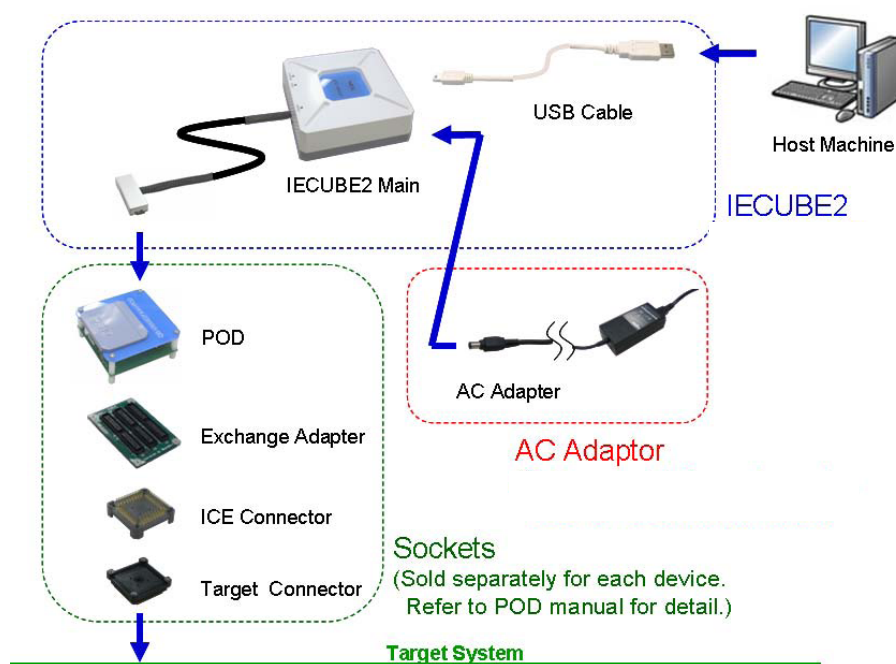 USB Cable
Host Machine
IECUBE2 Main
IECUBE2
POD
AC Adapter
Exchange Adapter
AC Adaptor
ICE Connector
Sockets
(Sold separately for each device.
Refer to POD manual for detail.)
Target Connector
Target System